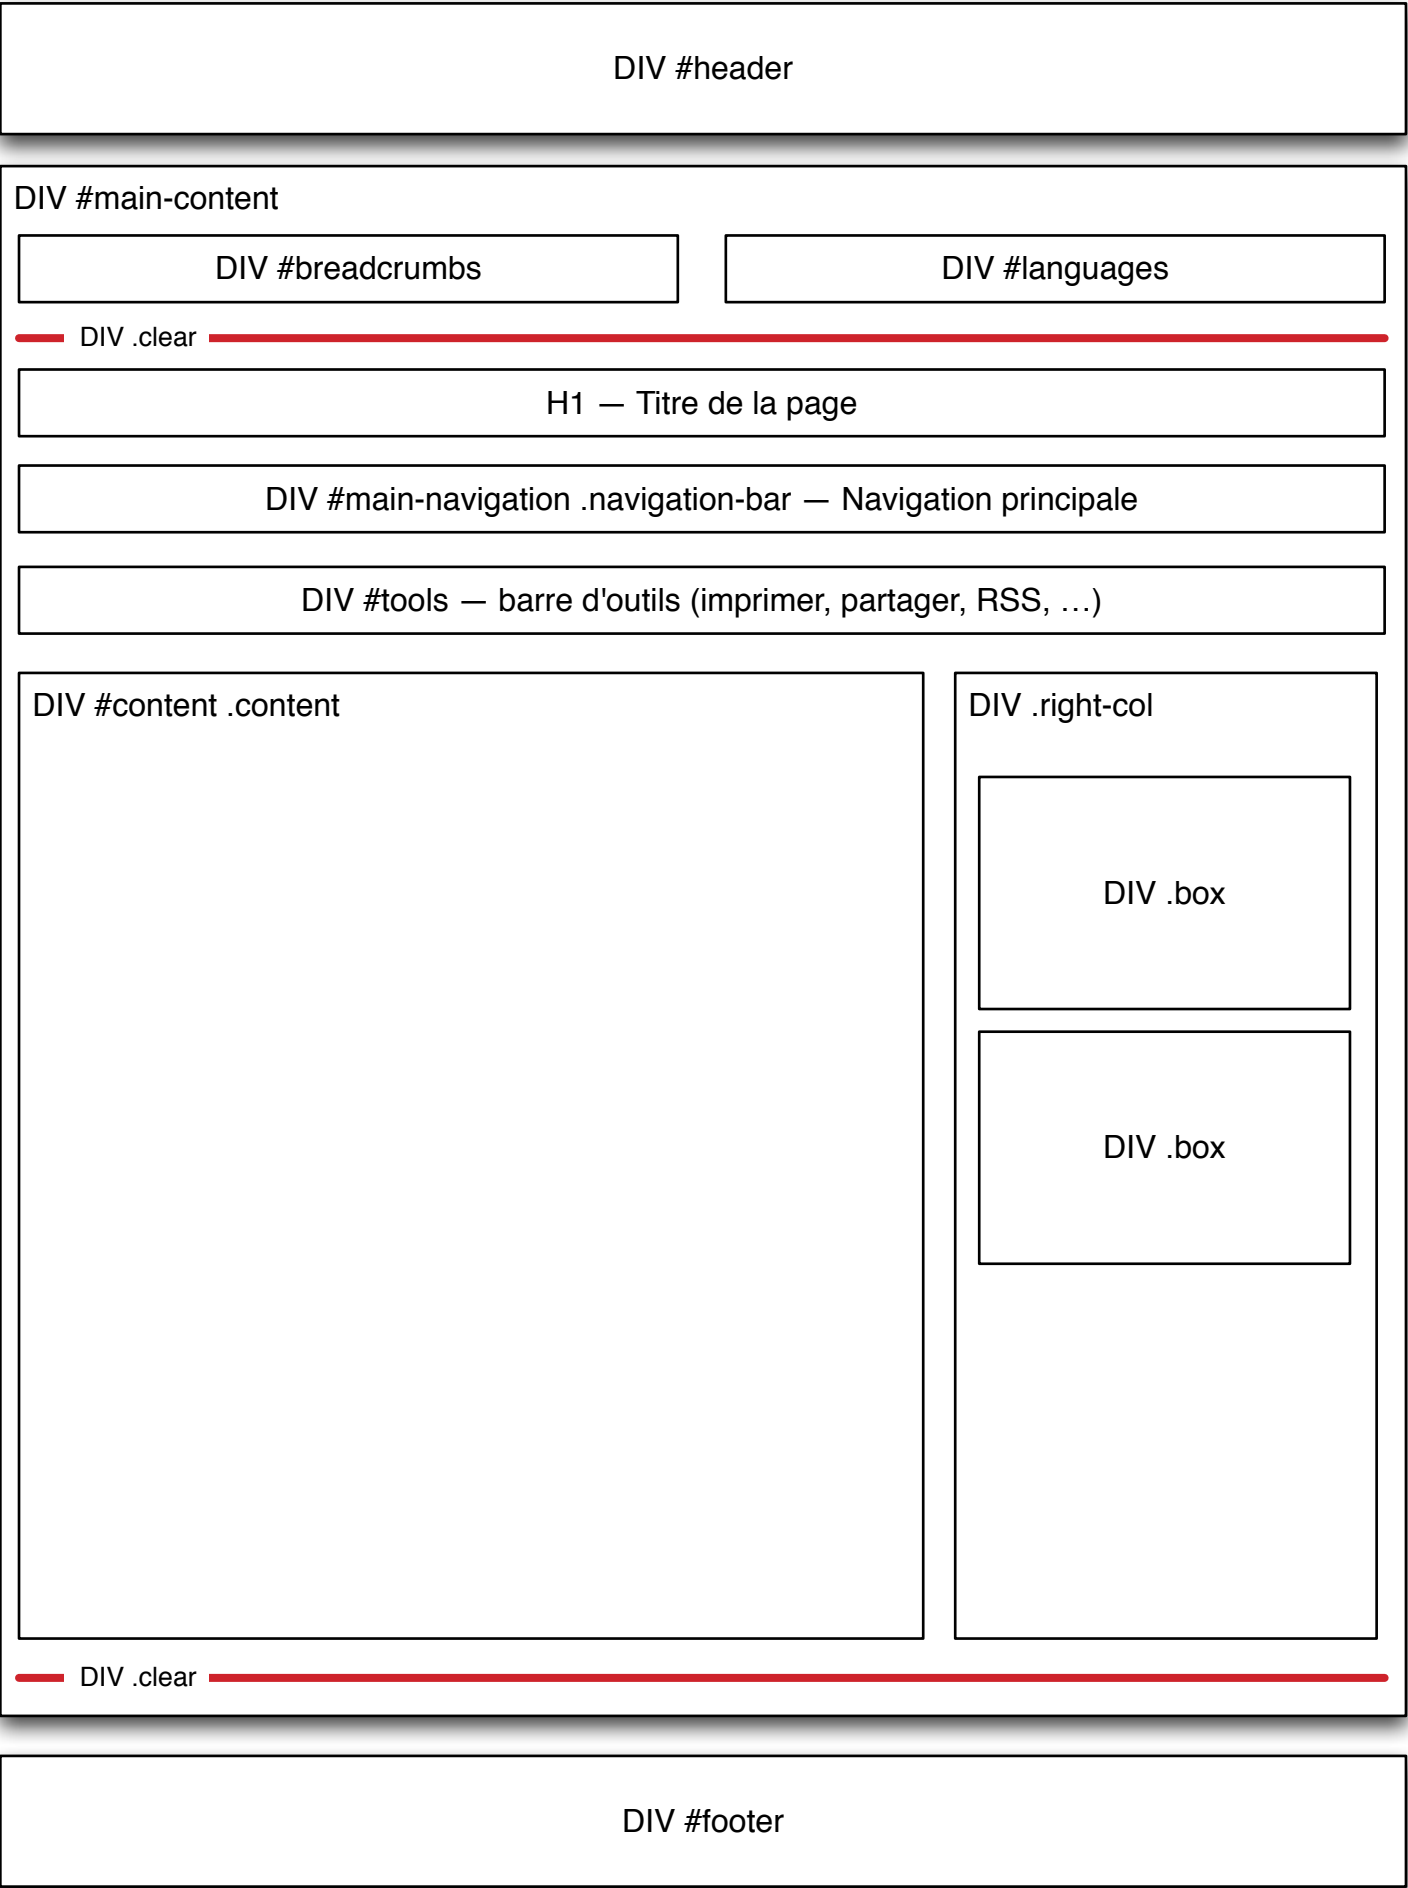 DIV #header
DIV #main-content
DIV #breadcrumbs
DIV #languages
DIV .clear
H1 — Titre de la page
DIV #main-navigation .navigation-bar — Navigation principale
DIV #tools — barre d'outils (imprimer, partager, RSS, …)
DIV #content .content
DIV .right-col
DIV .box
DIV .box
DIV .clear
DIV #footer